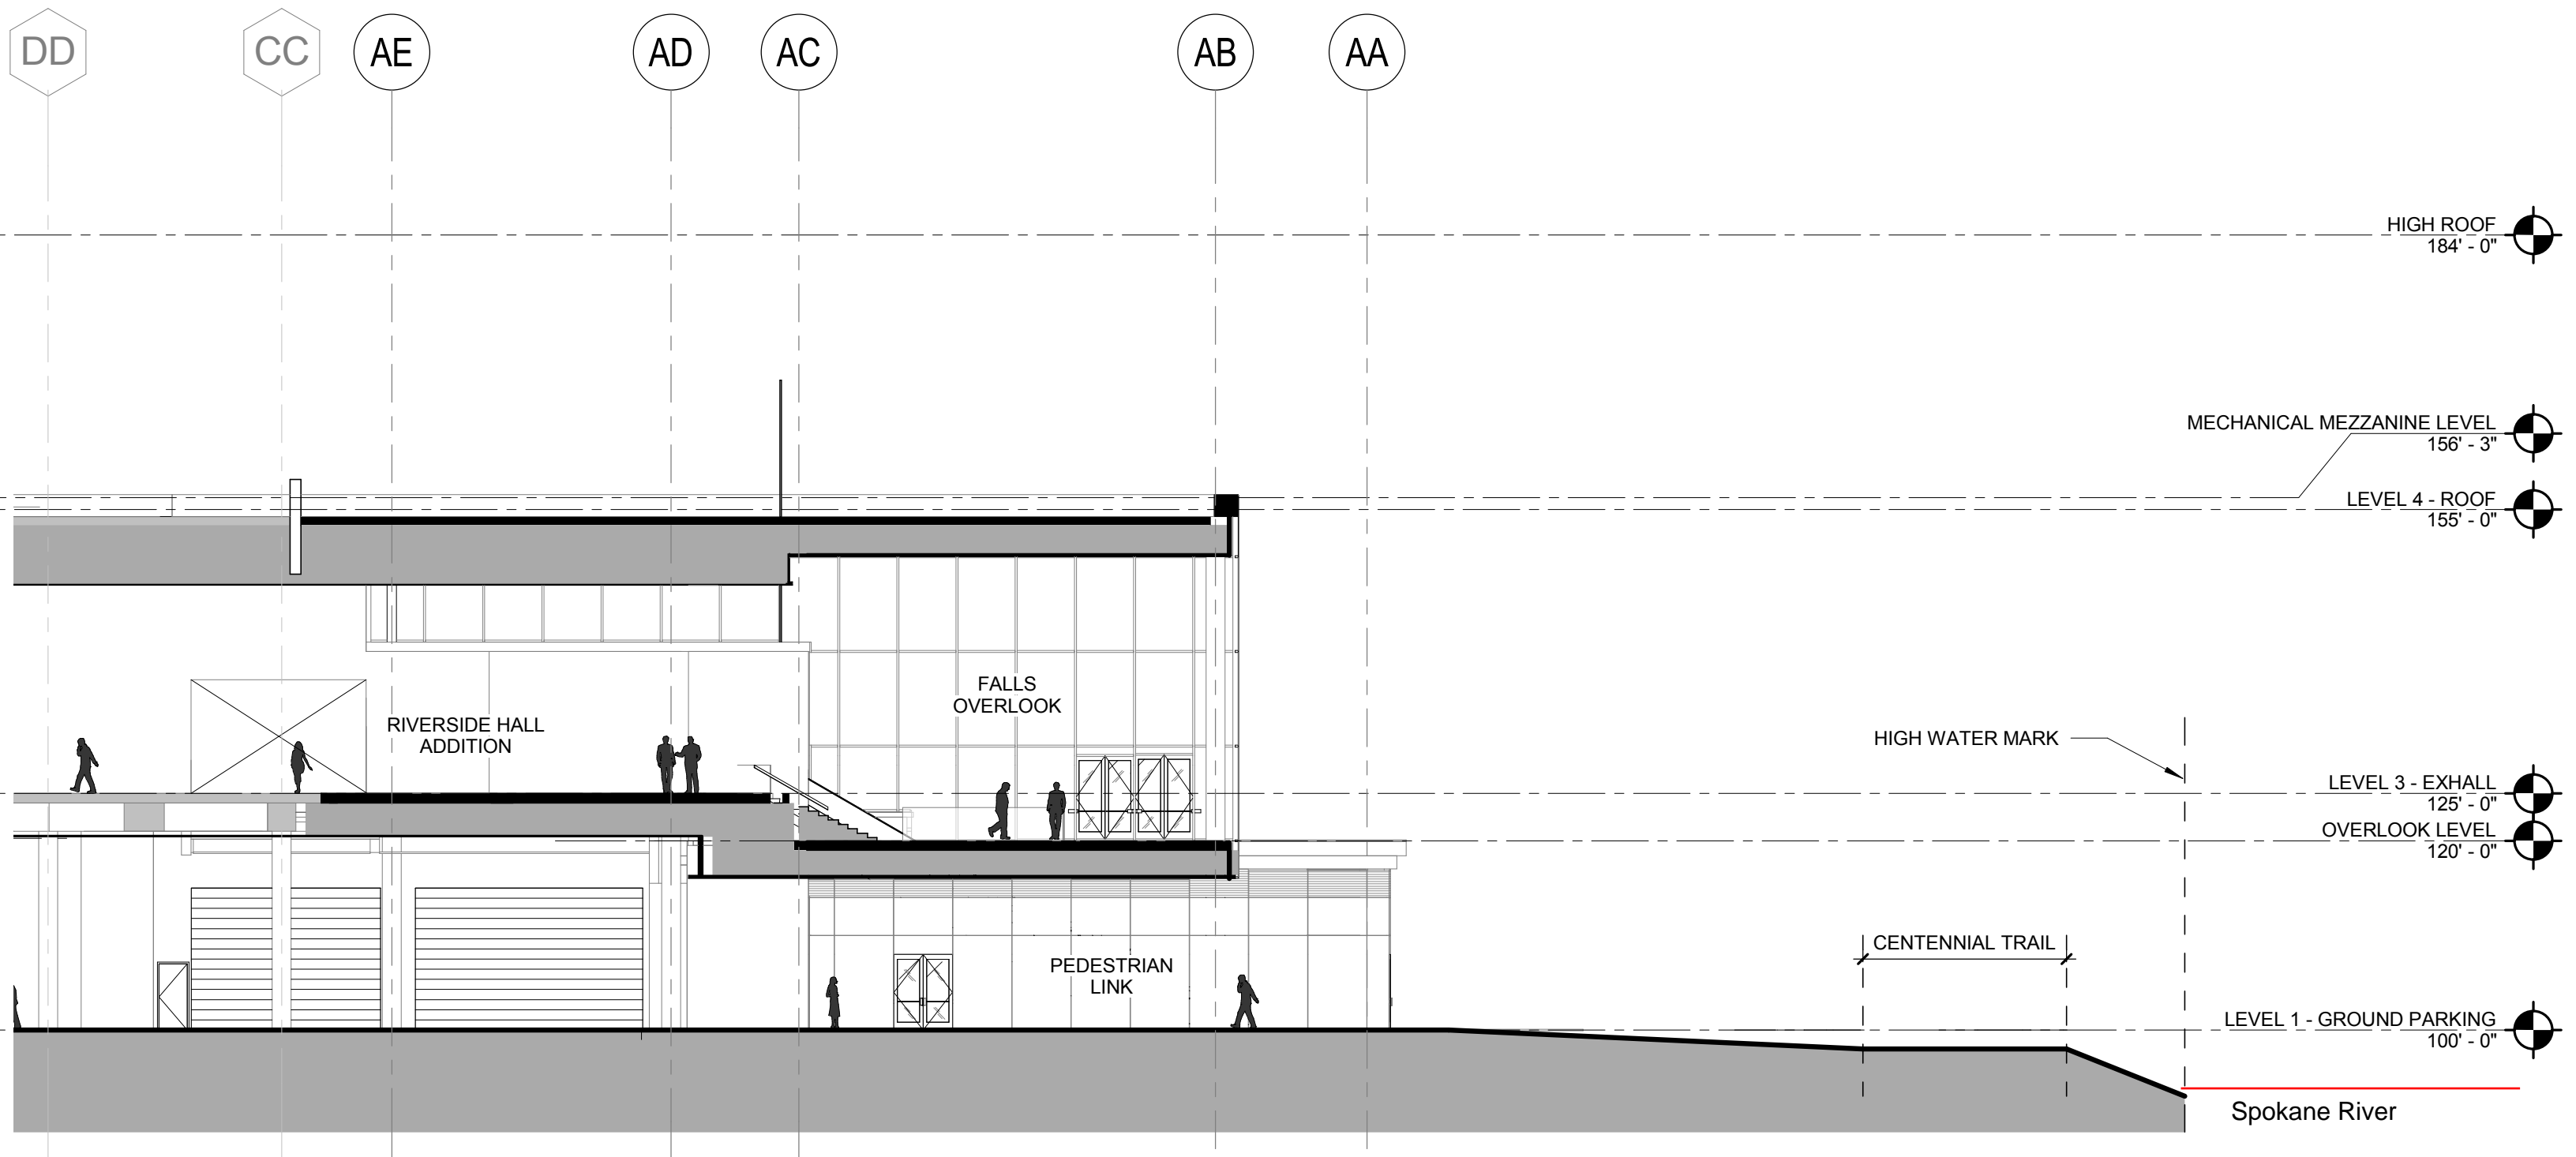 DD
CC
AE
AD
AC
AB
AA
HIGH ROOF
184' - 0"
MECHANICAL MEZZANINE LEVEL
156' - 3"
LEVEL 4 - ROOF
155' - 0"
FALLS
OVERLOOK
RIVERSIDE HALL
ADDITION
HIGH WATER MARK
LEVEL 3 - EXHALL
125' - 0"
OVERLOOK LEVEL
120' - 0"
CENTENNIAL TRAIL
PEDESTRIAN
LINK
LEVEL 1 - GROUND PARKING
100' - 0"
Spokane River